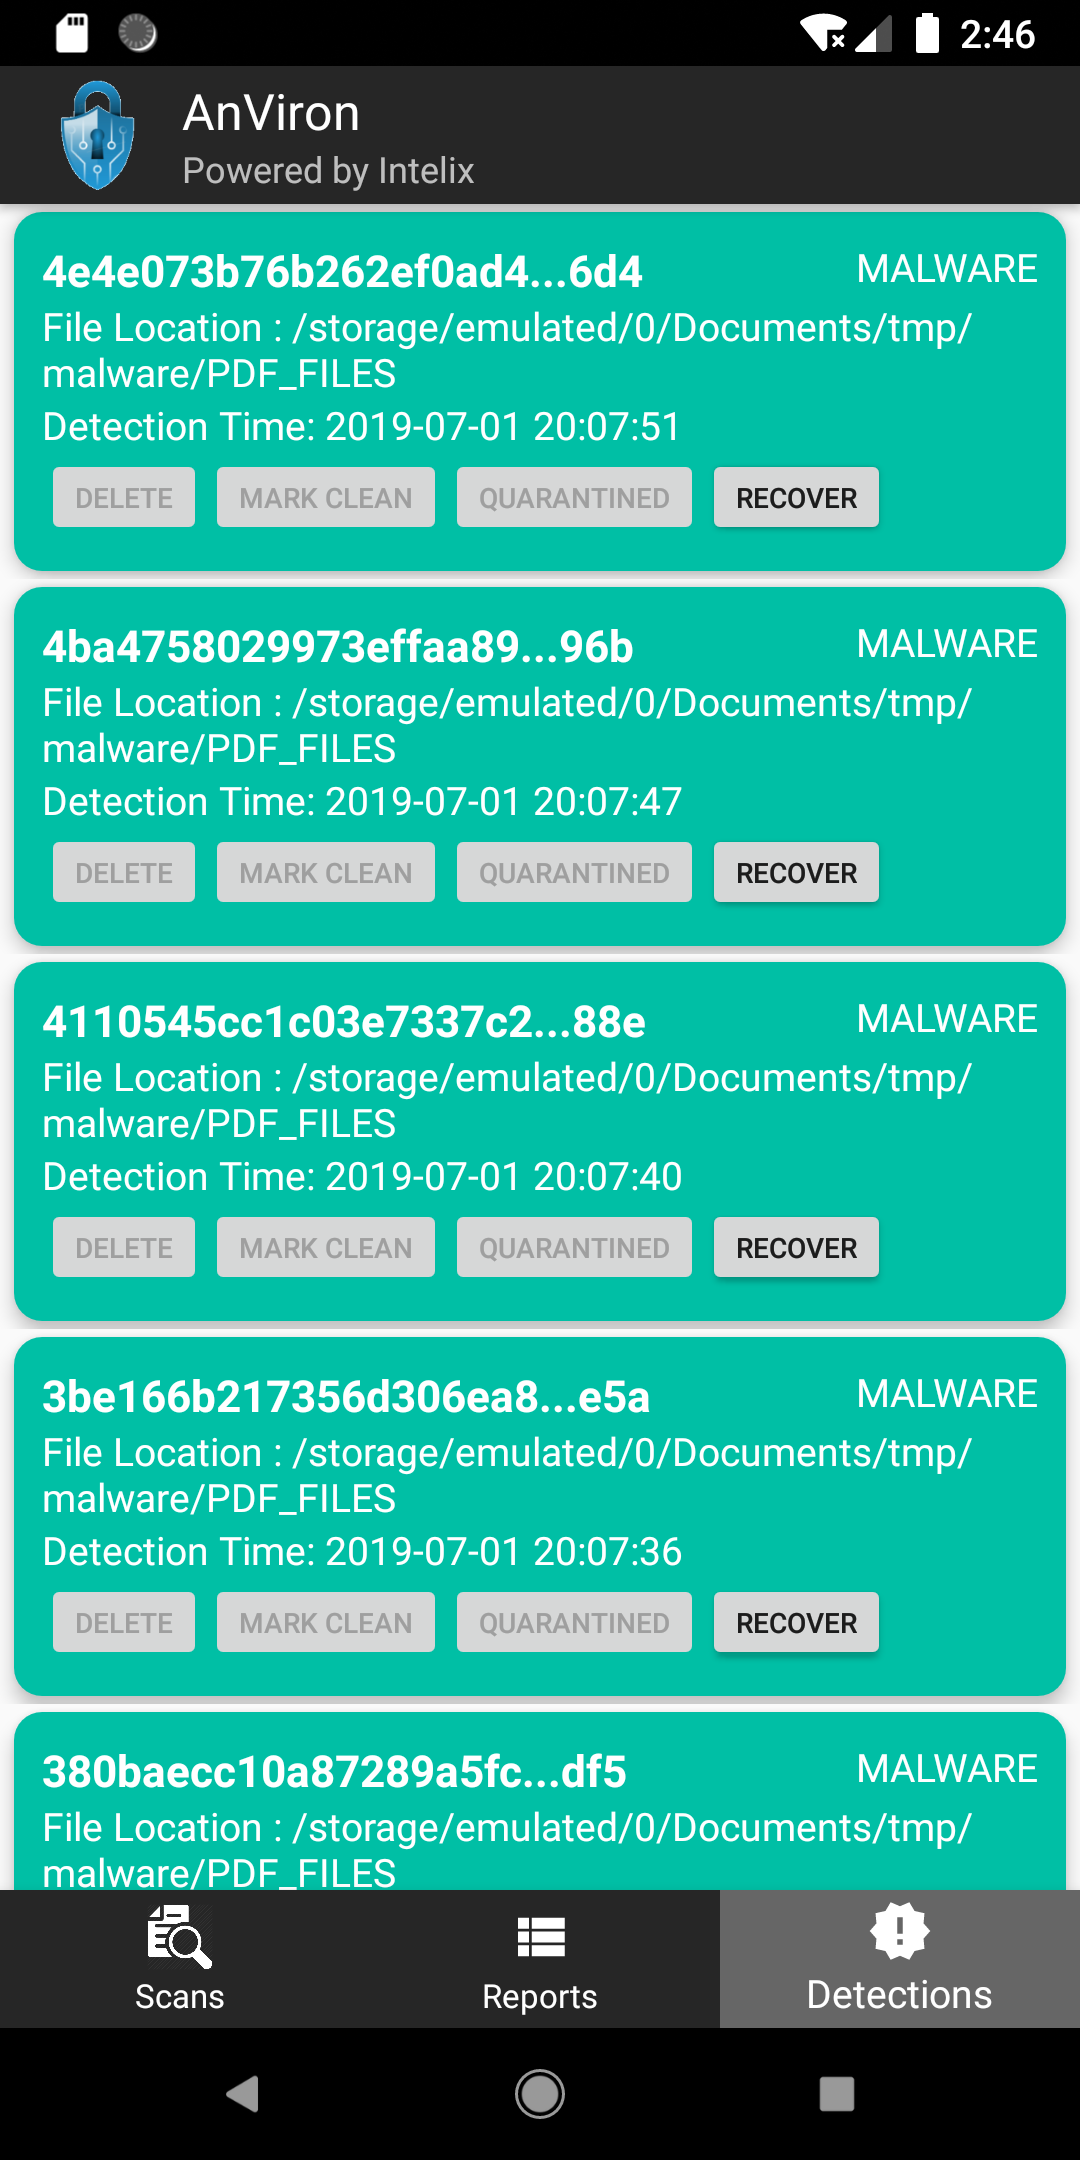 2:46
AnViron
Powered by Intelix
4e4e073b76b262ef0ad4...6d4
MALWARE
File Location : /storage/emulated/0/Documents/tmp/
malware/PDF_FILES
Detection Time: 2019-07-01 20:07:51
DELETE MARK CLEAN QUARANTINED RECOVER
4ba4758029973effaa89...96b
MALWARE
File Location : /storage/emulated/0/Documents/tmp/
malware/PDF_FILES
Detection Time: 2019-07-01 20:07:47
DELETE MARK CLEAN QUARANTINED RECOVER
4110545cc1c03e7337c2...88e
MALWARE
File Location : /storage/emulated/0/Documents/tmp/
malware/PDF_FILES
Detection Time: 2019-07-01 20:07:40
DELETE MARK CLEAN QUARANTINED RECOVER
3be166b217356d306ea8...e5a
MALWARE
File Location : /storage/emulated/0/Documents/tmp/
malware/PDF_FILES
Detection Time: 2019-07-01 20:07:36
DELETE MARK CLEAN QUARANTINED RECOVER
380baecc10a87289a5fc...df5
MALWARE
File Location : /storage/emulated/0/Documents/tmp/
malware/PDF_FILES
Scans Reports Detections